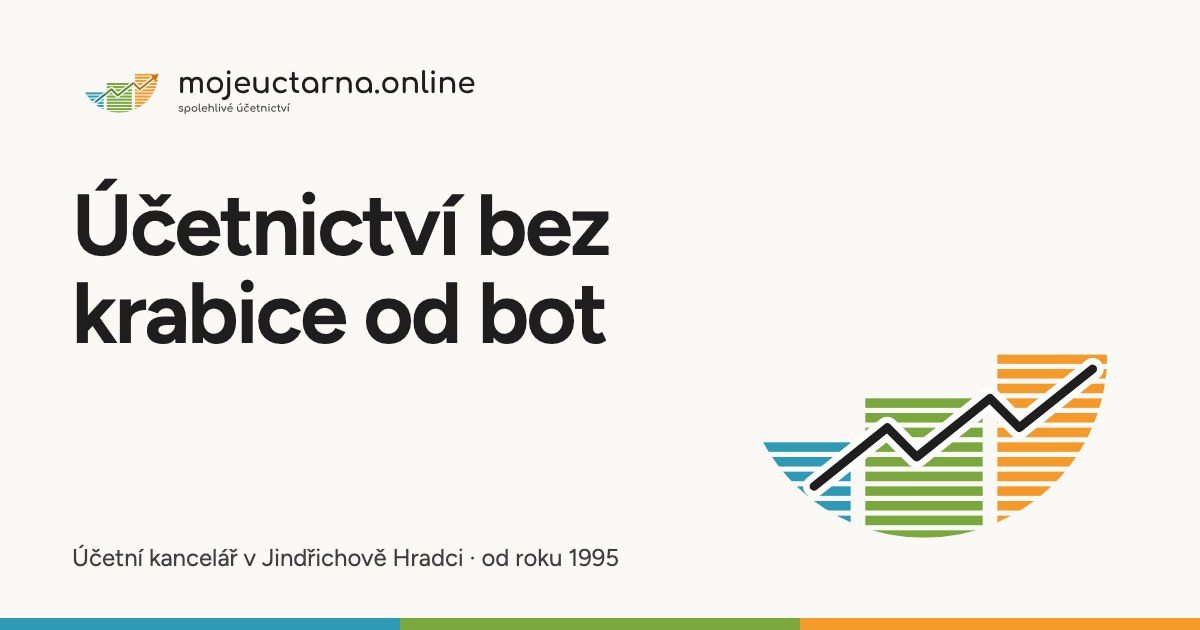 mojeuctarna.online
spolehlivé účetnictví
Účetnictví bez
krabice od bot
Účetní kancelář v Jindřichově Hradci · od roku 1995